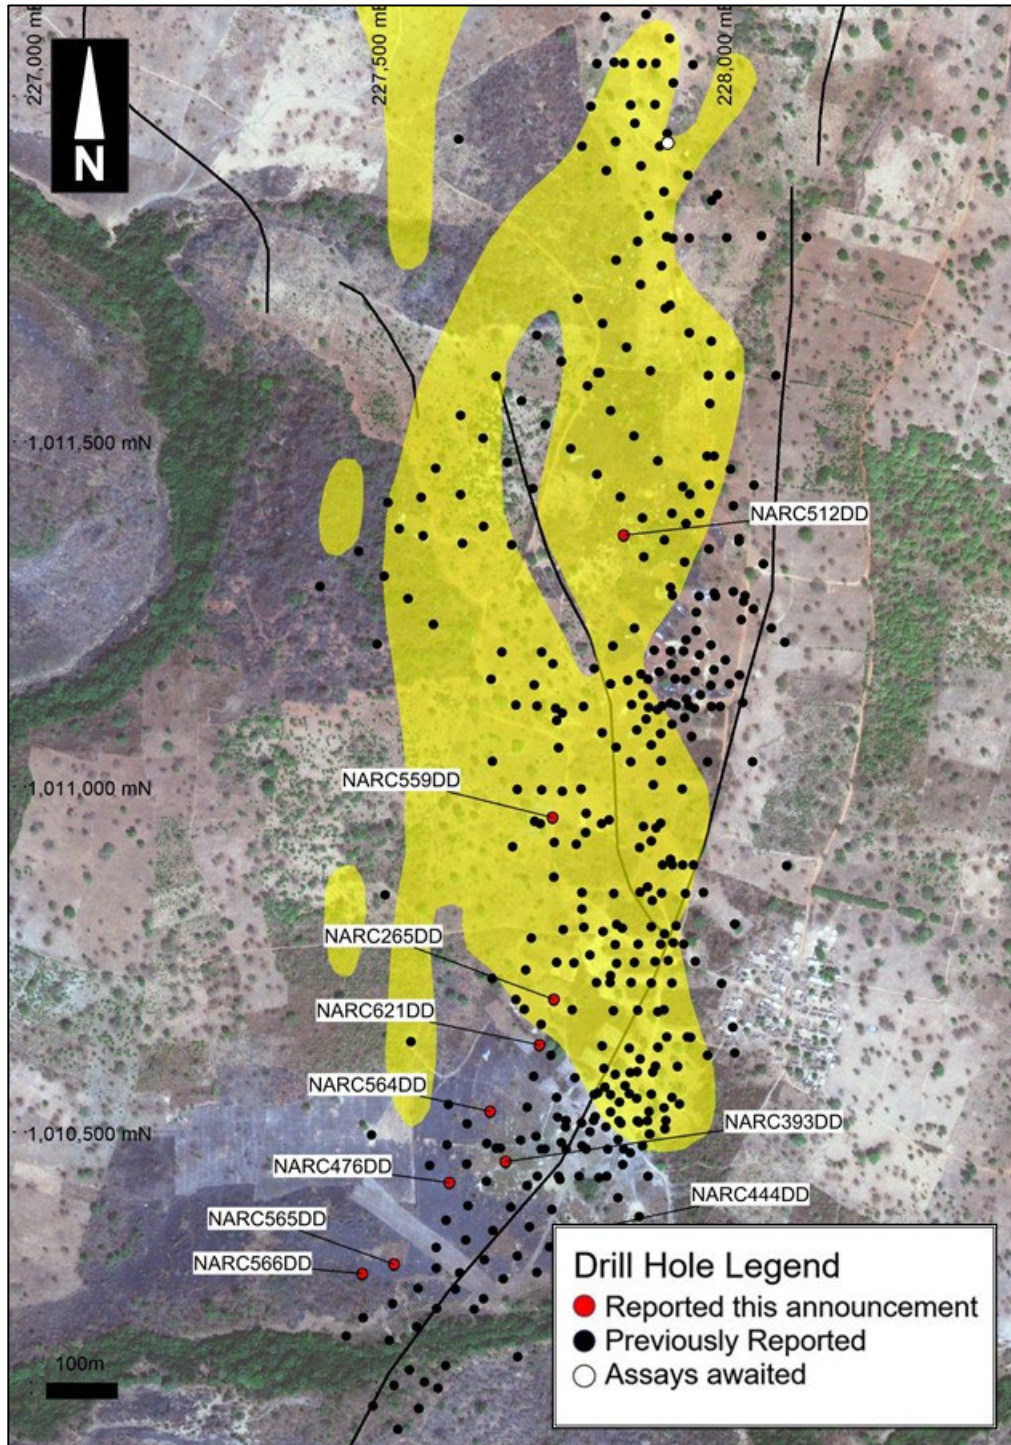 227,000 mE
227,500 mE
228,000 mE
N
1,011,500 mN
NARC512DD
1,011,000 mN
NARC559DD
NARC265DD
NARC621DD
NARC564DD
NARC393DD
1,010,500 mN
NARC476DD
NARC444DD
NARC565DD
NARC566DD
Drill Hole Legend
Reported this announcement
Previously Reported
Assays awaited
100m